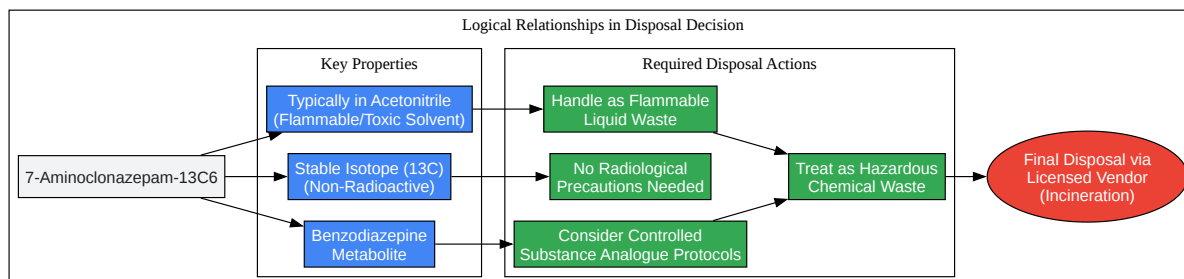 Logical Relationships in Disposal Decision
Key Properties
Required Disposal Actions
7-Aminoclonazepam-13C6
Typically in Acetonitrile
(Flammable/Toxic Solvent)
Stable Isotope (13C)
(Non-Radioactive)
Benzodiazepine
Metabolite
Handle as Flammable
Liquid Waste
No Radiological
Precautions Needed
Consider Controlled
Substance Analogue Protocols
Treat as Hazardous
Chemical Waste
Final Disposal via
Licensed Vendor
(Incineration)